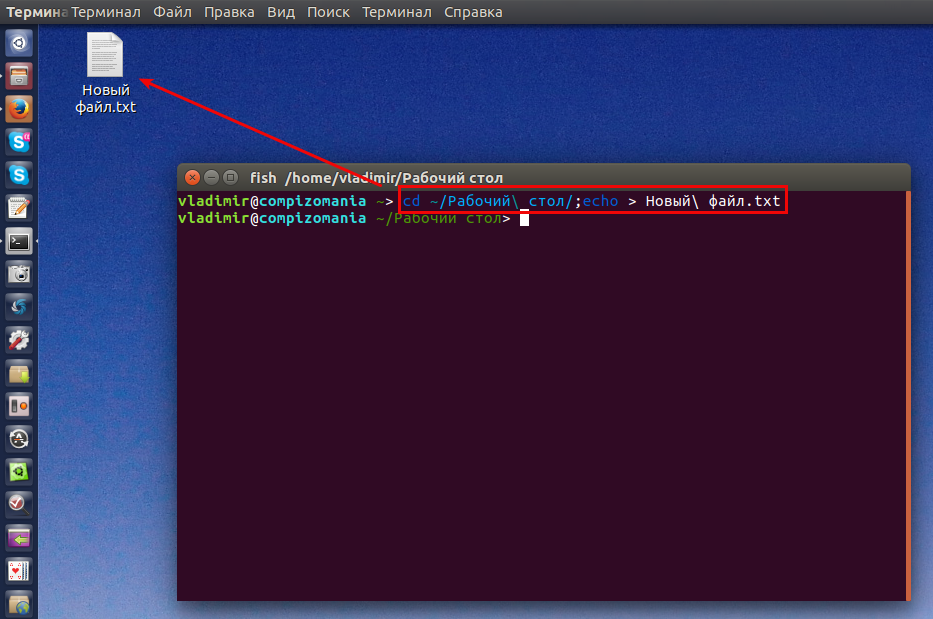 Термина Терминал Файл Правка Вид Поиск Терминал Справка
Новый
файл.txt
fish /home/vladimir/Рабочий стол
vladimir@compizomania ~> cd ~/Рабочий\ стол/;echo > Новый\ файл.txt
vladimir@compizomania ~/Рабочий стол>